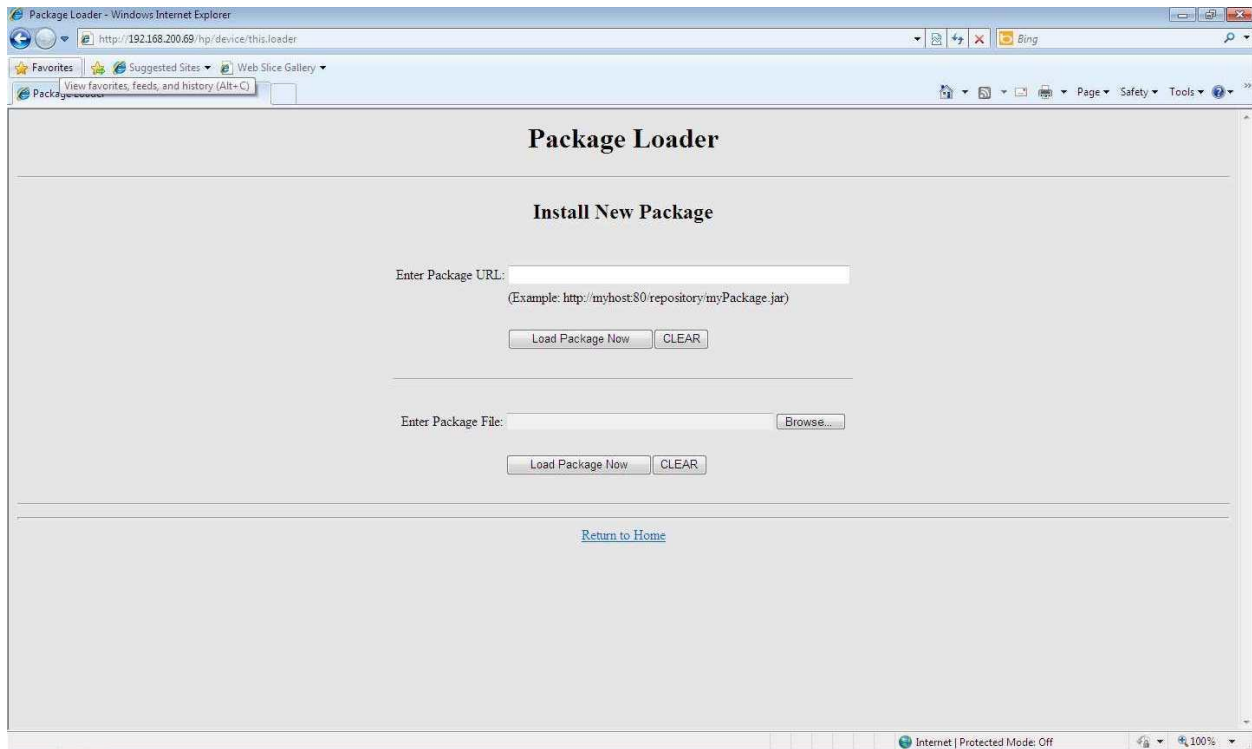 Package Loader - Windows Internet Explorer
http://192.168.200.69/hp/device/this.loader
Bing
Favorites
Suggested Sites
Web Slice Gallery
View favorites, feeds, and history (Alt+C)
Page
Safety
Tools
Package Loader
Install New Package
Enter Package URL:
(Example: http://myhost:80/repository/myPackage.jar)
Load Package Now
CLEAR
Enter Package File:
Browse...
Load Package Now
CLEAR
Return to Home
Internet | Protected Mode: Off
100%